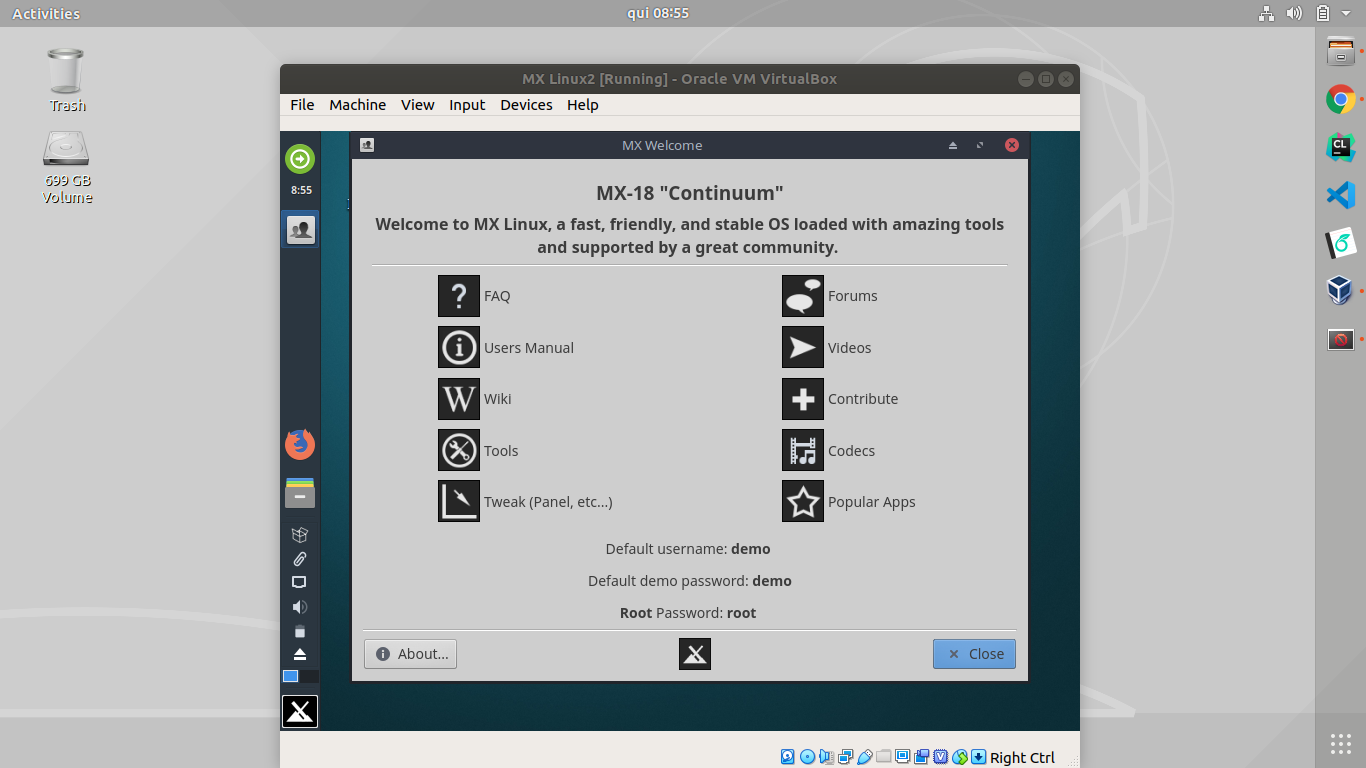 Activities
qui 08:55
Trash
699 GB
Volume
MX Linux2 [Running] - Oracle VM VirtualBox
File Machine View Input Devices Help
8:55
MX Welcome
MX-18 "Continuum"
Welcome to MX Linux, a fast, friendly, and stable OS loaded with amazing tools
and supported by a great community.
FAQ
Forums
Users Manual
Videos
Wiki
Contribute
Tools
Codecs
Tweak (Panel, etc...)
Popular Apps
Default username: demo
Default demo password: demo
Root Password: root
About...
Close
Right Ctrl
CL